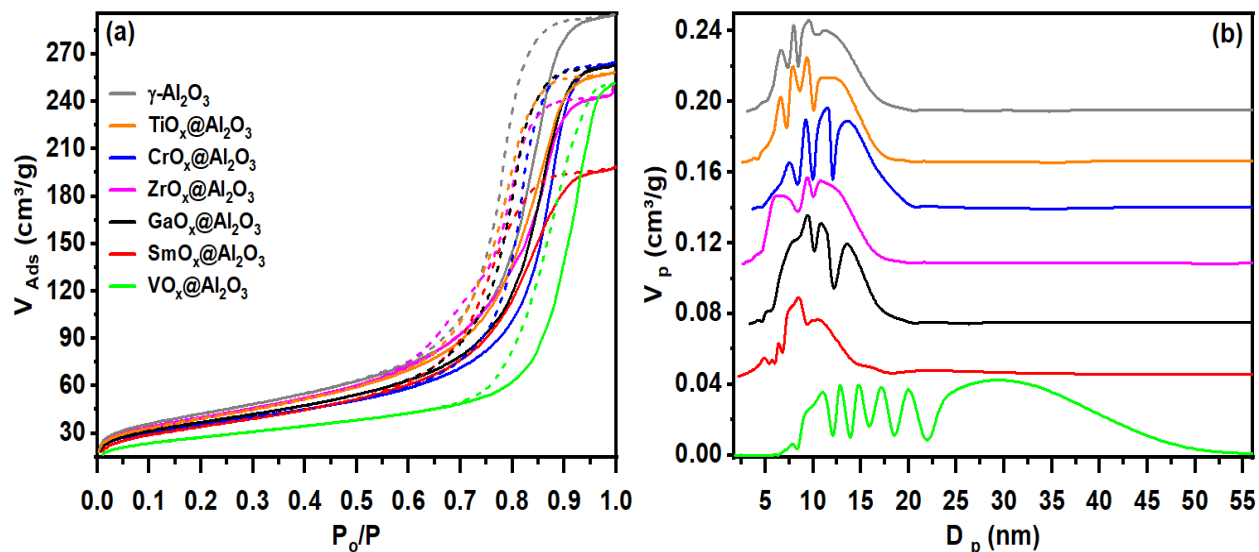 (a)
V Ads (cm³/g)
270
240
210
180
150
120
90
60
30
γ-Al₂O₃
TiOₓ@Al₂O₃
CrOₓ@Al₂O₃
ZrOₓ@Al₂O₃
GaOₓ@Al₂O₃
SmOₓ@Al₂O₃
VOₓ@Al₂O₃
0.0 0.1 0.2 0.3 0.4 0.5 0.6 0.7 0.8 0.9 1.0
Pₒ/P
(b)
V p (cm³/g)
0.24
0.20
0.16
0.12
0.08
0.04
0.00
5 10 15 20 25 30 35 40 45 50 55
D p (nm)